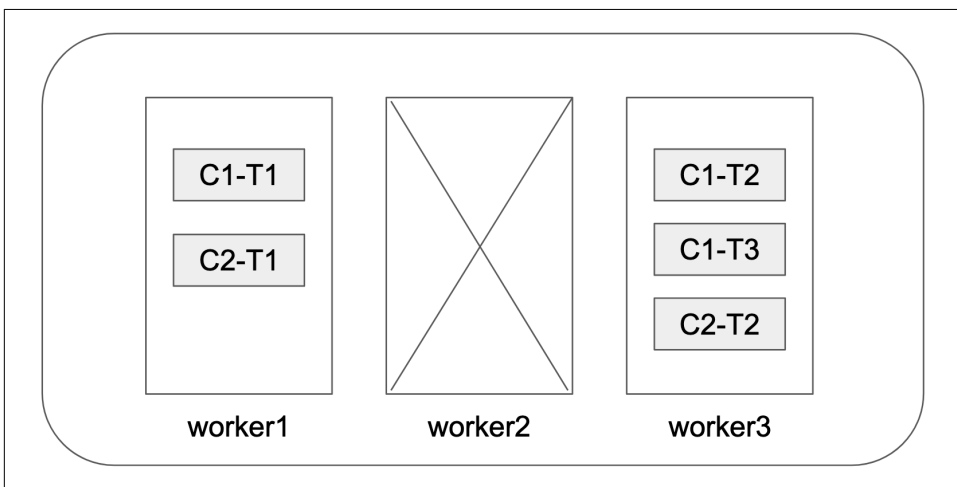 C1-T1
C2-T1
C1-T2
C1-T3
C2-T2
worker1
worker2
worker3